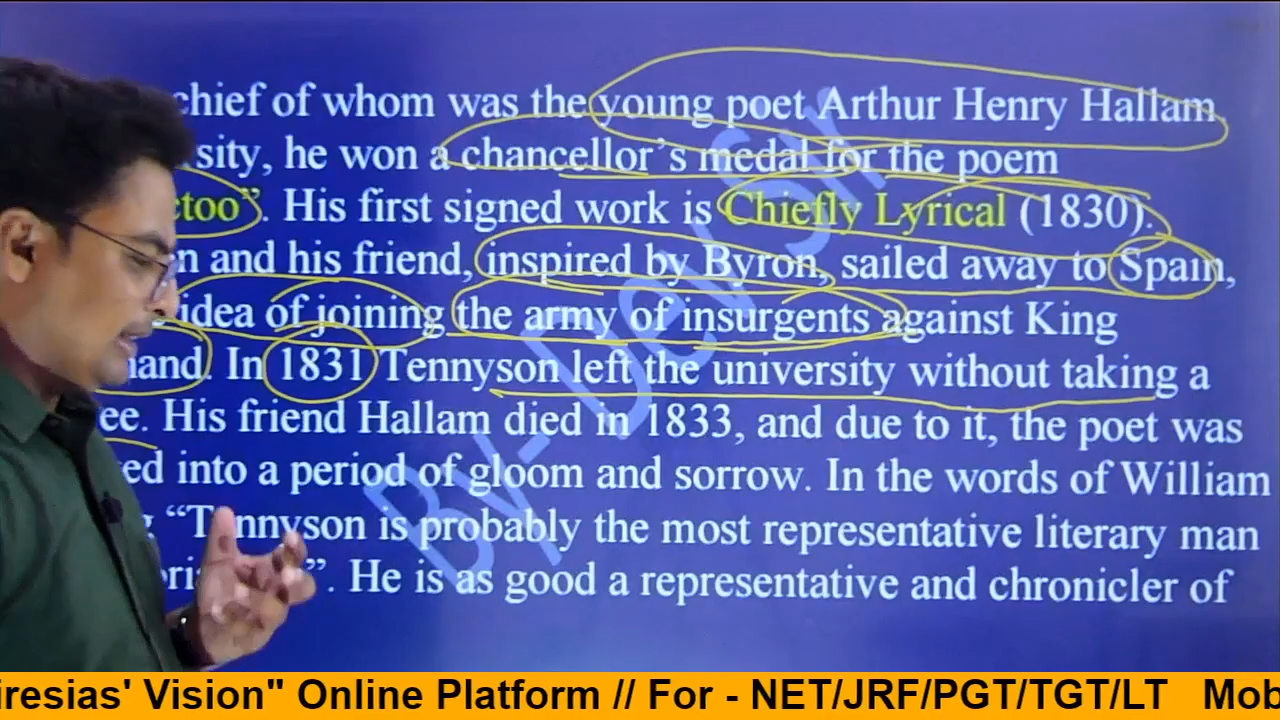 chief of whom was the young poet Arthur Henry Hallam
sity, he won a chancellor's medal for the poem
ctoo”. His first signed work is Chiefly Lyrical (1830).
n and his friend, inspired by Byron, sailed away to Spain,
idea of joining the army of insurgents against King
nand. In 1831 Tennyson left the university without taking a
ee. His friend Hallam died in 1833, and due to it, the poet was
ed into a period of gloom and sorrow. In the words of William
“Tennyson is probably the most representative literary man
”. He is as good a representative and chronicler of
By- Dev Sir
iresias' Vision" Online Platform // For - NET/JRF/PGT/TGT/LT Mob